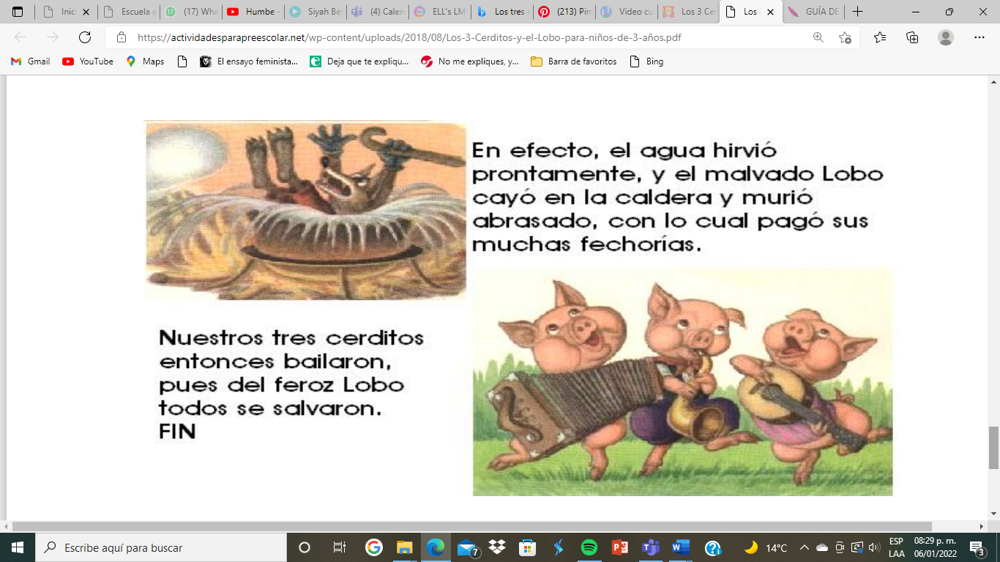 Inic
Escuela e
(17) Wha
Humbe -
Siyah Be
(4) Calen
ELL's LM
Los tres c
(213) Pin
Video cu
Los 3 Cer
Los 3
GUÍA DE
https://actividadesparapreescolar.net/wp-content/uploads/2018/08/Los-3-Cerditos-y-el-Lobo-para-niños-de-3-años.pdf
Gmail
YouTube
Maps
El ensayo feminista...
Deja que te expliqu...
No me expliques, y...
Barra de favoritos
Bing
En efecto, el agua hirvió
prontamente, y el malvado Lobo
cayó en la caldera y murió
abrasado, con lo cual pagó sus
muchas fechorías.
Nuestros tres cerditos
entonces bailaron,
pues del feroz Lobo
todos se salvaron.
FIN
Escribe aquí para buscar
7
14°C
ESP
LAA
08:29 p. m.
06/01/2022
3